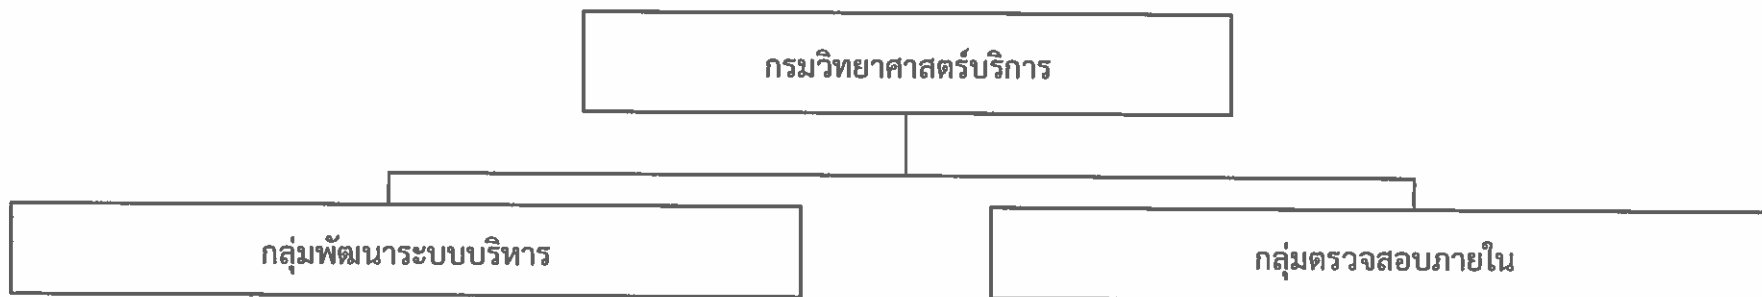 กรมวิทยาศาสตร์บริการ
กลุ่มพัฒนาระบบบริหาร
กลุ่มตรวจสอบภายใน